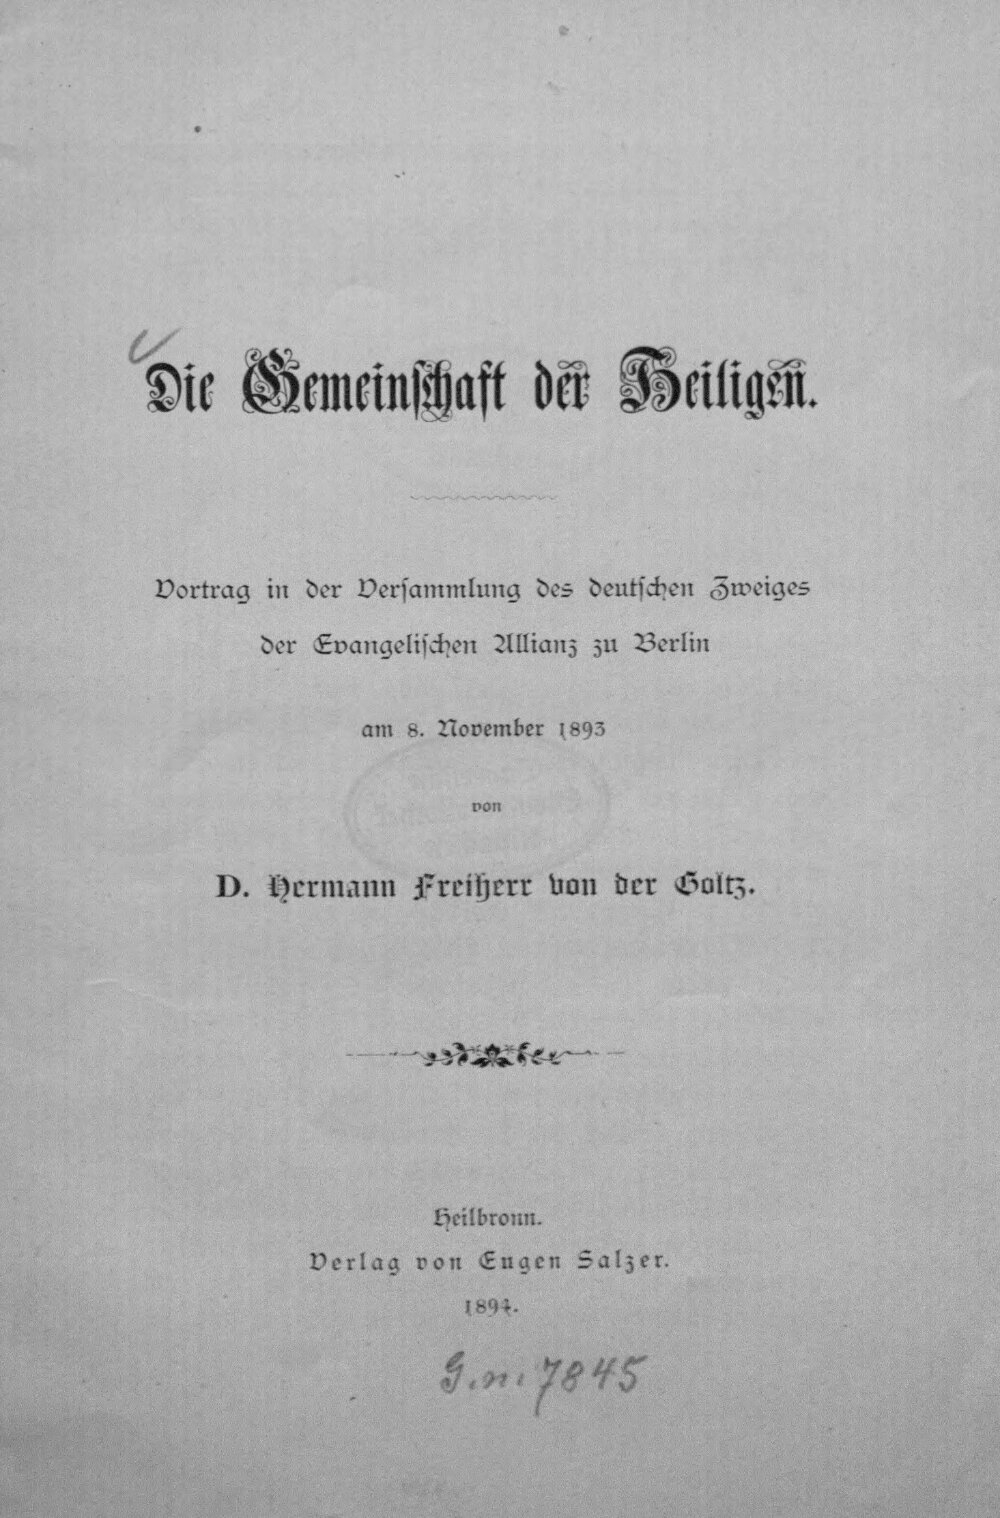 Die Gemeinschaft der Heiligen.
Vortrag in der Versammlung des deutschen Zweiges
der Evangelischen Allianz zu Berlin
am 8. November 1893
von
D. Hermann Freiherr von der Goltz.
Heilbronn.
Verlag von Eugen Salzer.
1894.
G. n. 7845